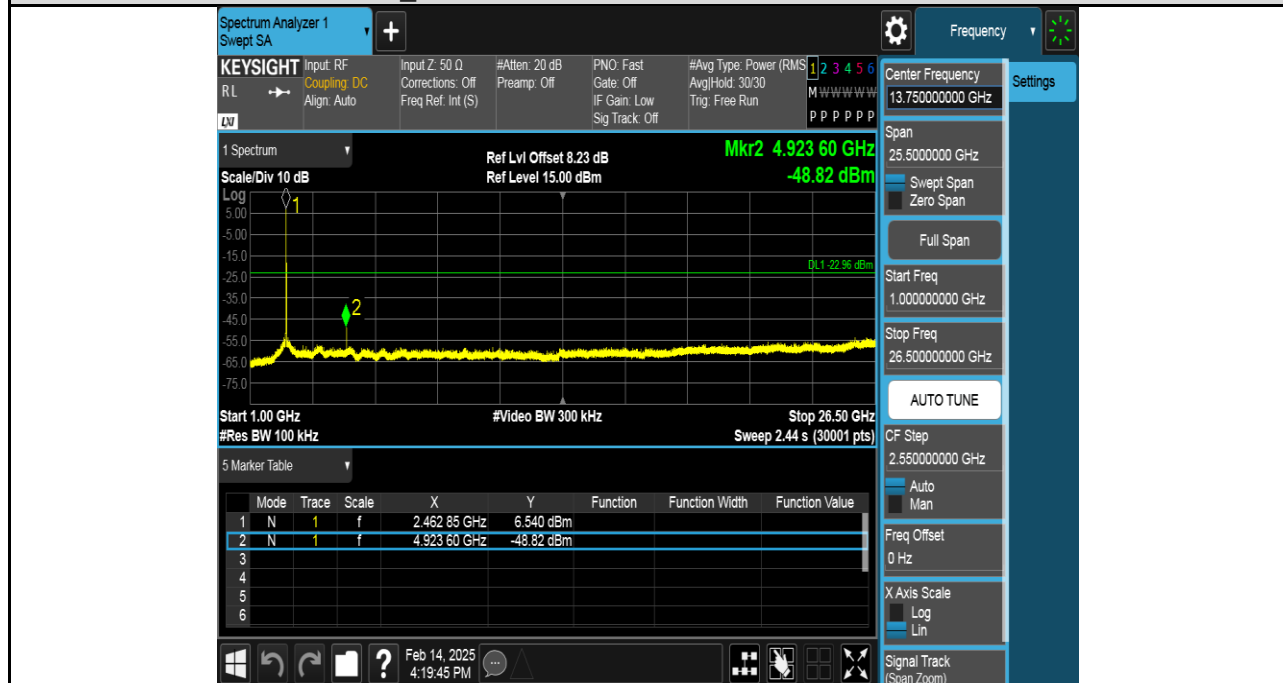 Spectrum Analyzer 1
Swept SA
+
Frequency
KEYSIGHT
RL
LXI
Input: RF
Coupling: DC
Align: Auto
Input Z: 50 Ω
Corrections: Off
Freq Ref: Int (S)
#Atten: 20 dB
Preamp: Off
PNO: Fast
Gate: Off
IF Gain: Low
Sig Track: Off
#Avg Type: Power (RMS
Avg|Hold: 30/30
Trig: Free Run
1 2 3 4 5 6
M W W W W W
P P P P P P
1 Spectrum
Scale/Div 10 dB
Ref Lvl Offset 8.23 dB
Ref Level 15.00 dBm
Mkr2 4.923 60 GHz
-48.82 dBm
Log
5.00
-5.00
-15.0
-25.0
-35.0
-45.0
-55.0
-65.0
-75.0
1
2
DL1 -22.96 dBm
Start 1.00 GHz
#Video BW 300 kHz
Stop 26.50 GHz
#Res BW 100 kHz
Sweep 2.44 s (30001 pts)
5 Marker Table
Mode Trace Scale X Y Function Function Width Function Value
1 N 1 f 2.462 85 GHz 6.540 dBm
2 N 1 f 4.923 60 GHz -48.82 dBm
3
4
5
6
?
Feb 14, 2025
4:19:45 PM
Center Frequency
13.750000000 GHz
Settings
Span
25.5000000 GHz
Swept Span
Zero Span
Full Span
Start Freq
1.000000000 GHz
Stop Freq
26.500000000 GHz
AUTO TUNE
CF Step
2.550000000 GHz
Auto
Man
Freq Offset
0 Hz
X Axis Scale
Log
Lin
Signal Track
(Span Zoom)